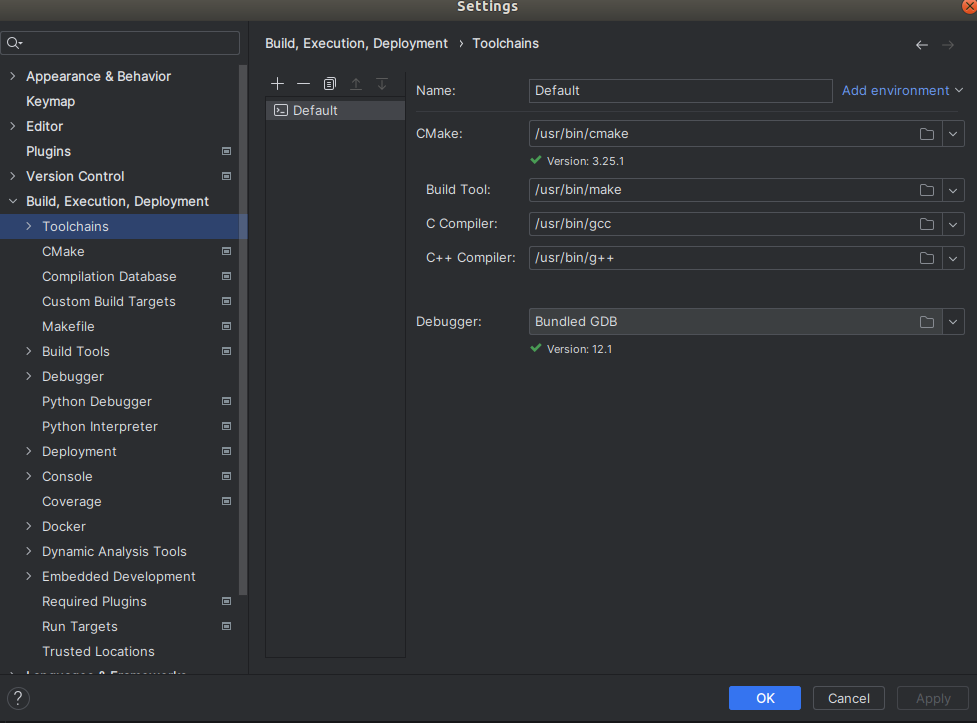 Settings
Build, Execution, Deployment › Toolchains
Appearance & Behavior
Keymap
Editor
Plugins
Version Control
Build, Execution, Deployment
Toolchains
CMake
Compilation Database
Custom Build Targets
Makefile
Build Tools
Debugger
Python Debugger
Python Interpreter
Deployment
Console
Coverage
Docker
Dynamic Analysis Tools
Embedded Development
Required Plugins
Run Targets
Trusted Locations
Languages & Frameworks
Default
Name: Default Add environment
CMake: /usr/bin/cmake
Version: 3.25.1
Build Tool: /usr/bin/make
C Compiler: /usr/bin/gcc
C++ Compiler: /usr/bin/g++
Debugger: Bundled GDB
Version: 12.1
?
OK Cancel Apply